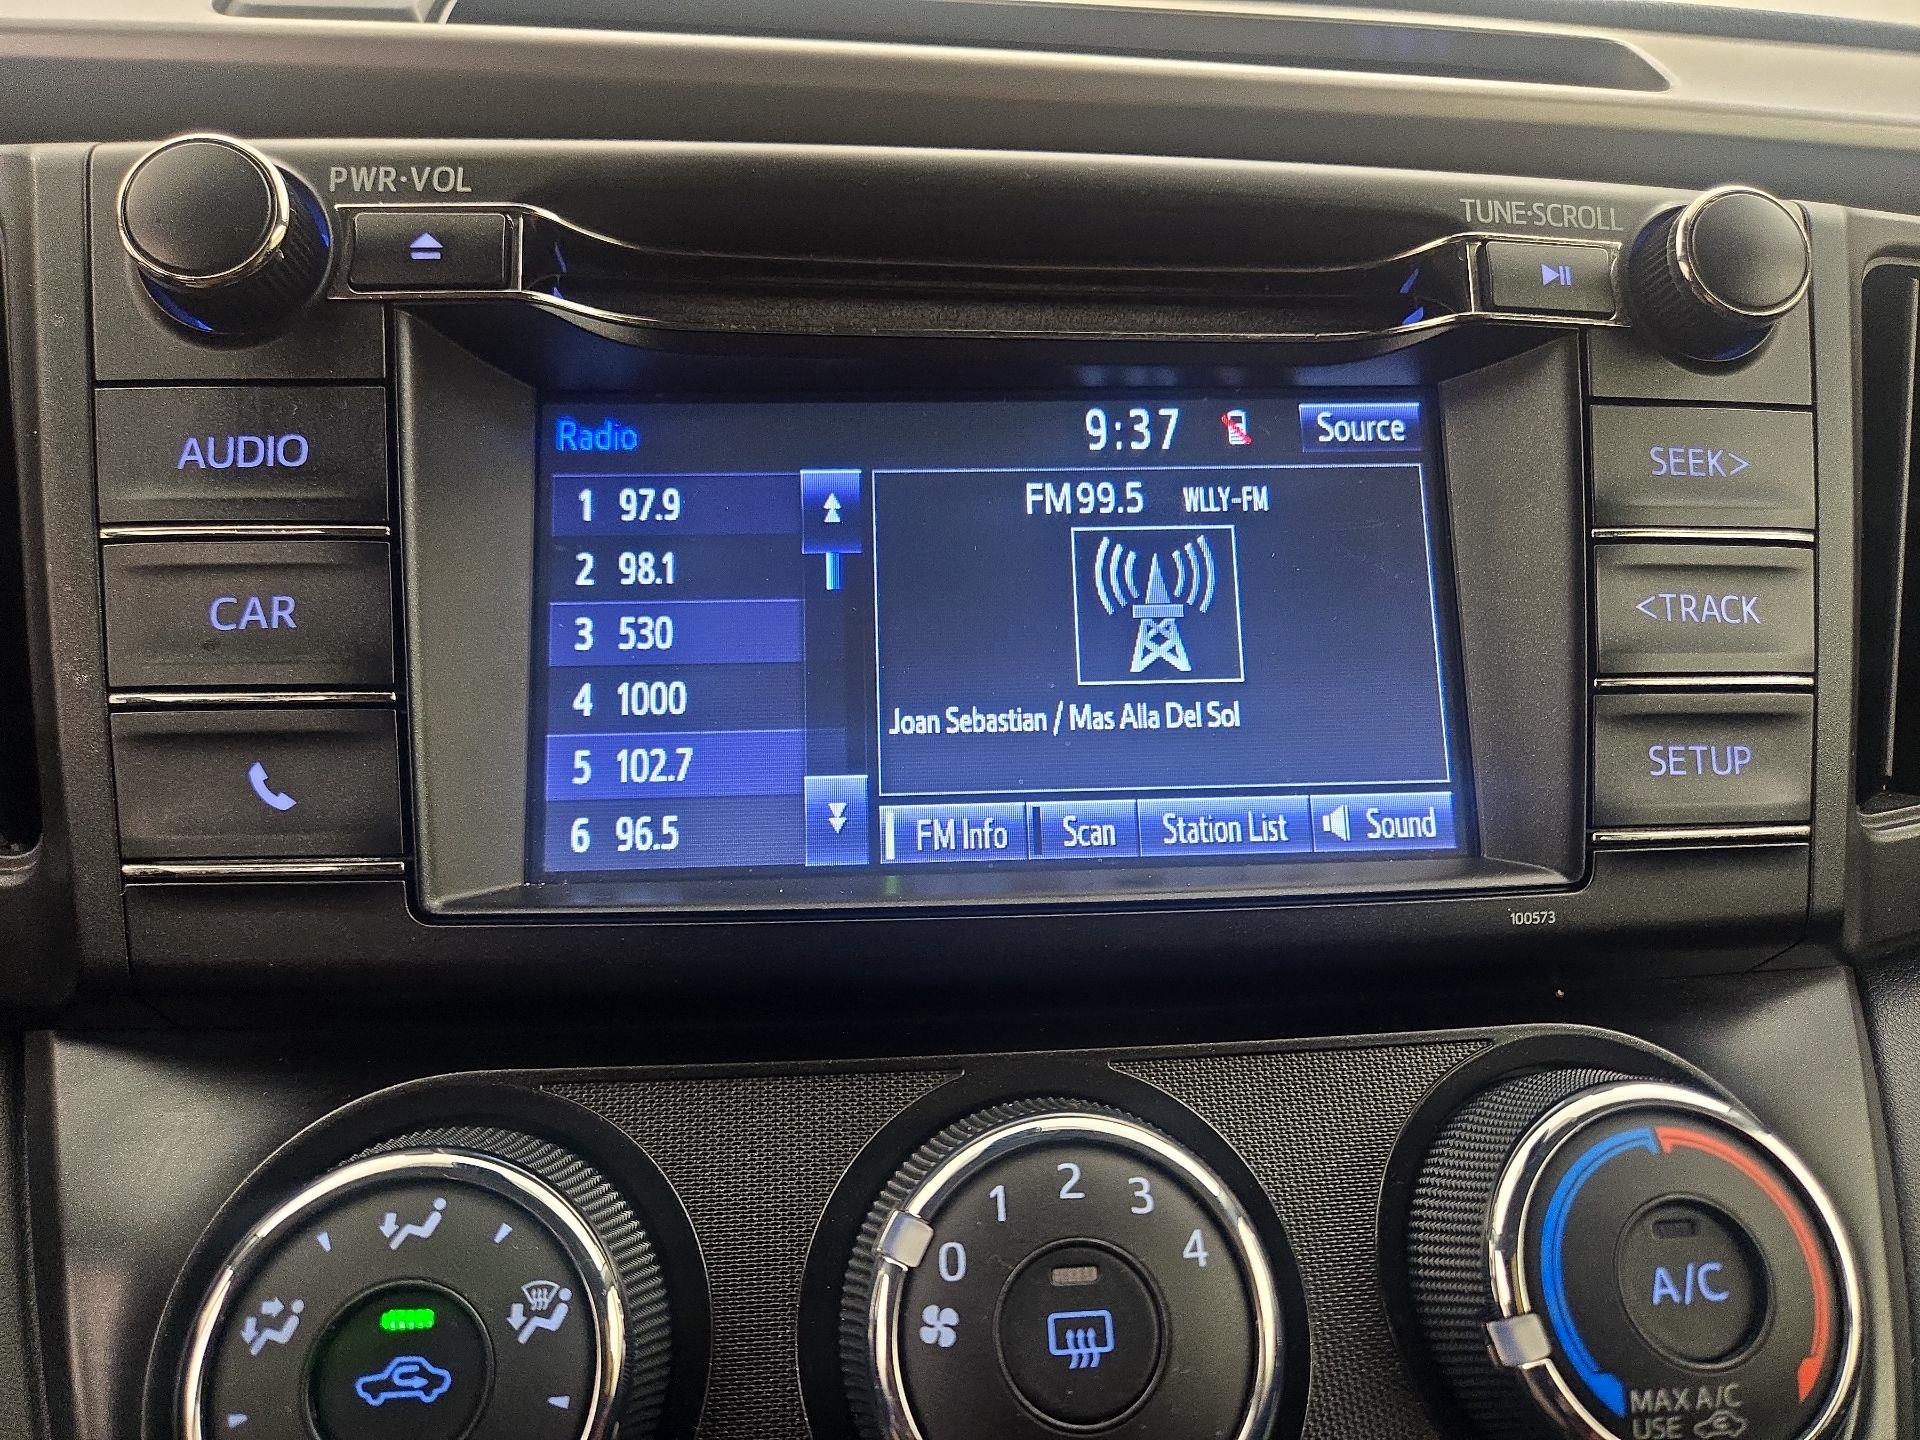 PWR·VOL
TUNE·SCROLL
AUDIO
CAR
Radio
9:37
Source
1 97.9
2 98.1
3 530
4 1000
5 102.7
6 96.5
FM 99.5 WLLY-FM
Joan Sebastian / Mas Alla Del Sol
FM Info
Scan
Station List
Sound
SEEK>
<TRACK
SETUP
100573
0
1
2
3
4
A/C
MAX A/C
USE